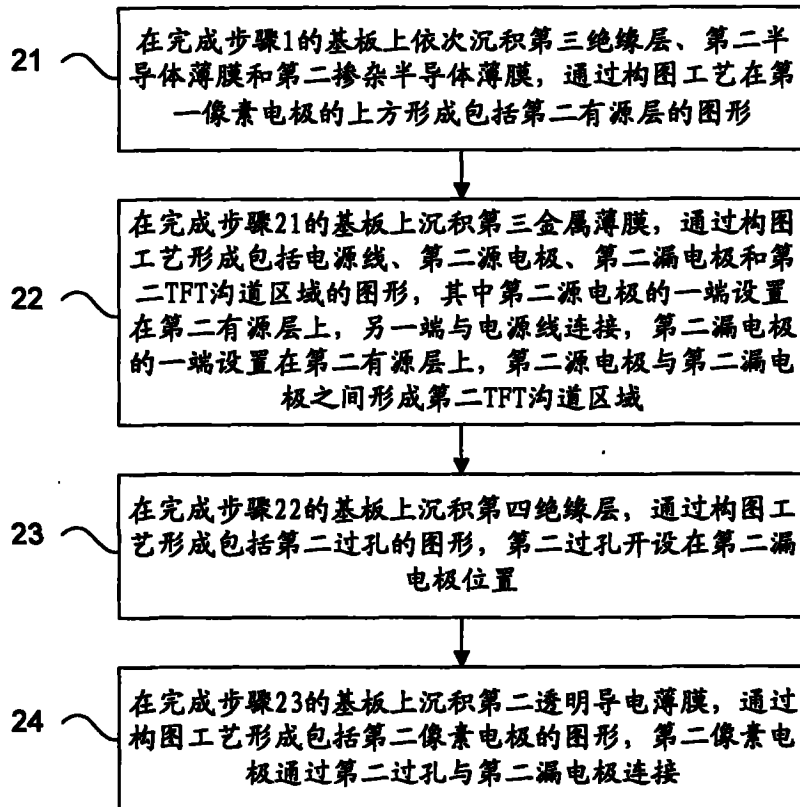 21
在完成步骤1的基板上依次沉积第三绝缘层、第二半
导体薄膜和第二掺杂半导体薄膜，通过构图工艺在第
一像素电极的上方形成包括第二有源层的图形
22
在完成步骤21的基板上沉积第三金属薄膜，通过构图
工艺形成包括电源线、第二源电极、第二漏电极和第
二TFT沟道区域的图形，其中第二源电极的一端设置
在第二有源层上，另一端与电源线连接，第二漏电极
的一端设置在第二有源层上，第二源电极与第二漏电
极之间形成第二TFT沟道区域
23
在完成步骤22的基板上沉积第四绝缘层，通过构图工
艺形成包括第二过孔的图形，第二过孔开设在第二漏
电极位置
24
在完成步骤23的基板上沉积第二透明导电薄膜，通过
构图工艺形成包括第二像素电极的图形，第二像素电
极通过第二过孔与第二漏电极连接